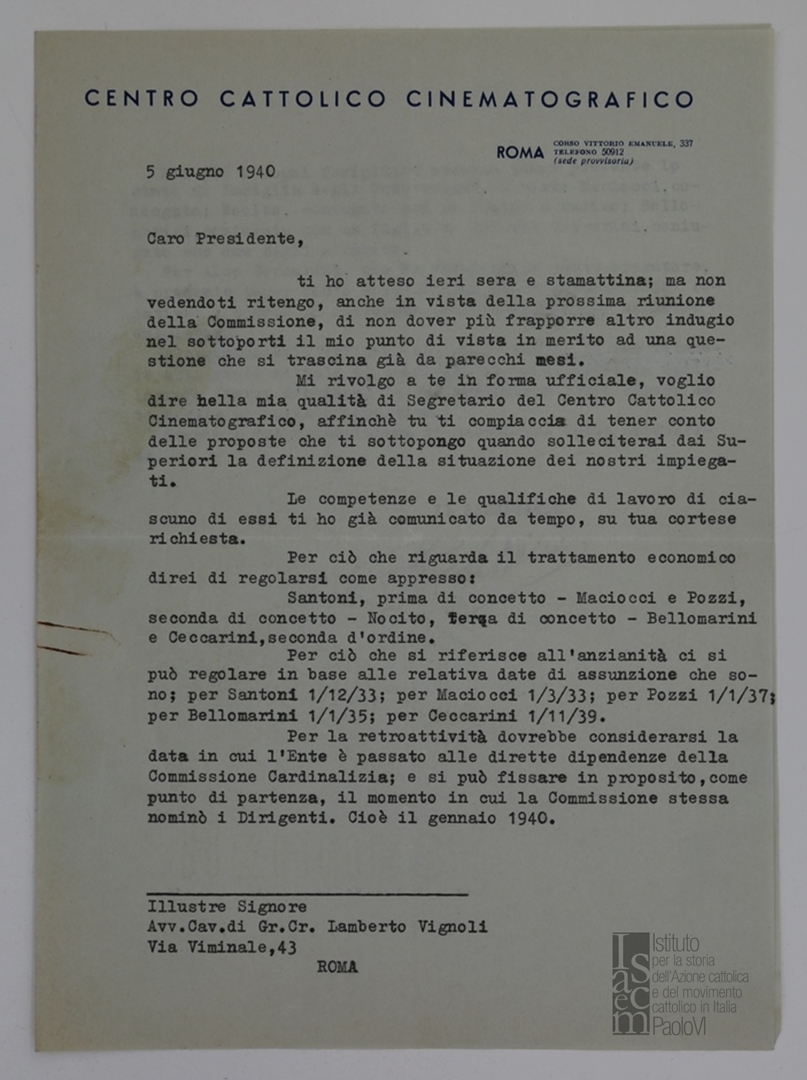 CENTRO CATTOLICO CINEMATOGRAFICO
ROMA CORSO VITTORIO EMANUELE, 337
TELEFONO 50912
(sede provvisoria)
5 giugno 1940
Caro Presidente,
ti ho atteso ieri sera e stamattina; ma non
vedendoti ritengo, anche in vista della prossima riunione
della Commissione, di non dover più frapporre altro indugio
nel sottoporti il mio punto di vista in merito ad una que-
stione che si trascina già da parecchi mesi.
Mi rivolgo a te in forma ufficiale, voglio
dire nella mia qualità di Segretario del Centro Cattolico
Cinematografico, affinchè tu ti compiaccia di tener conto
delle proposte che ti sottopongo quando solleciterai dai Su-
periori la definizione della situazione dei nostri impiega-
ti.
Le competenze e le qualifiche di lavoro di cia-
scuno di essi ti ho già comunicato da tempo, su tua cortese
richiesta.
Per ciò che riguarda il trattamento economico
direi di regolarsi come appresso:
Santoni, prima di concetto - Maciocci e Pozzi,
seconda di concetto - Nocito, terza di concetto - Bellomarini
e Ceccarini,seconda d'ordine.
Per ciò che si riferisce all'anzianità ci si
può regolare in base alle relativa date di assunzione che so-
no; per Santoni 1/12/33; per Maciocci 1/3/33; per Pozzi 1/1/37;
per Bellomarini 1/1/35; per Ceccarini 1/11/39.
Per la retroattività dovrebbe considerarsi la
data in cui l'Ente è passato alle dirette dipendenze della
Commissione Cardinalizia; e si può fissare in proposito,come
punto di partenza, il momento in cui la Commissione stessa
nominò i Dirigenti. Cioè il gennaio 1940.
Illustre Signore
Avv.Cav.di Gr.Cr. Lamberto Vignoli
Via Viminale,43
ROMA
Isacem
Istituto
per la storia
dell'Azione cattolica
e del movimento
cattolico in Italia
PaoloVI